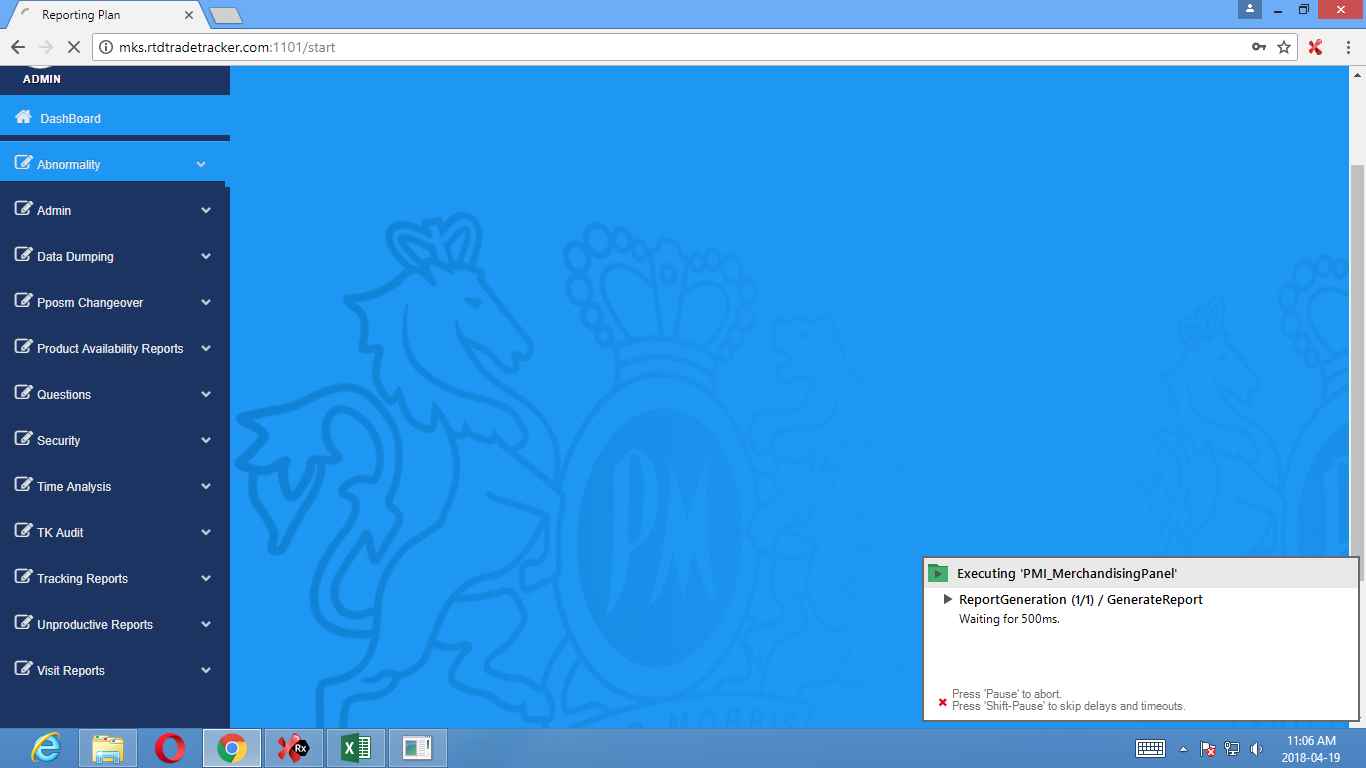 Reporting Plan
mks.rtdtradetracker.com:1101/start
ADMIN
DashBoard
Abnormality
Admin
Data Dumping
Pposm Changeover
Product Availability Reports
Questions
Security
Time Analysis
TK Audit
Tracking Reports
Unproductive Reports
Visit Reports
PM
MORRIS
Executing 'PMI_MerchandisingPanel'
ReportGeneration (1/1) / GenerateReport
Waiting for 500ms.
Press 'Pause' to abort.
Press 'Shift-Pause' to skip delays and timeouts.
Rx
11:06 AM
2018-04-19